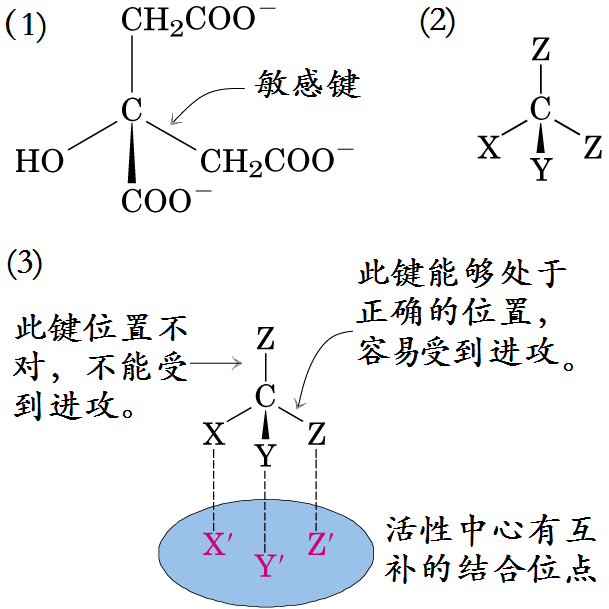 (1)
CH₂COO⁻
C
敏感键
HO
CH₂COO⁻
COO⁻
(2)
Z
C
X
Y
Z
(3)
此键位置不
对，不能受
到进攻。
此键能够处于
正确的位置，
容易受到进攻。
Z
C
X
Y
Z
X′
Y′
Z′
活性中心有互
补的结合位点